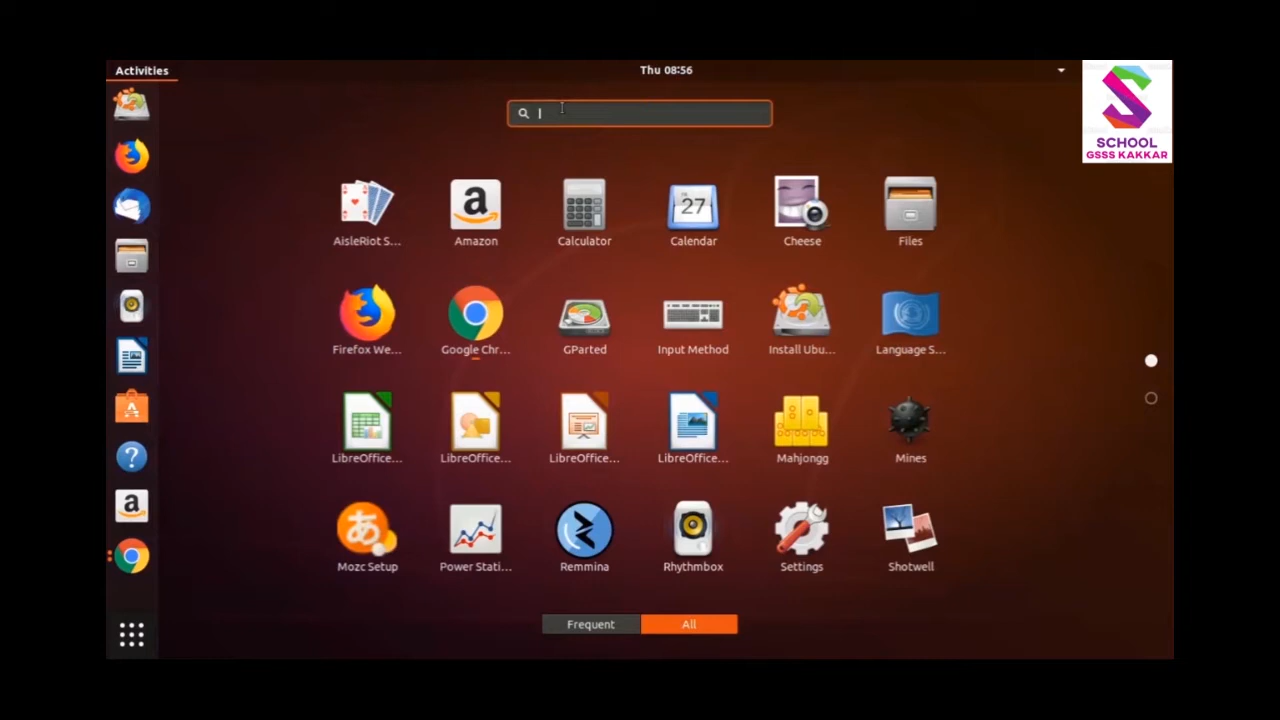 Activities
Thu 08:56
SCHOOL
GSSS KAKKAR
AisleRiot S...
Amazon
Calculator
27
Calendar
Cheese
Files
Firefox We...
Google Chr...
GParted
Input Method
Install Ubu...
Language S...
LibreOffice...
LibreOffice...
LibreOffice...
LibreOffice...
Mahjongg
Mines
あ
Mozc Setup
Power Stati...
Remmina
Rhythmbox
Settings
Shotwell
Frequent
All